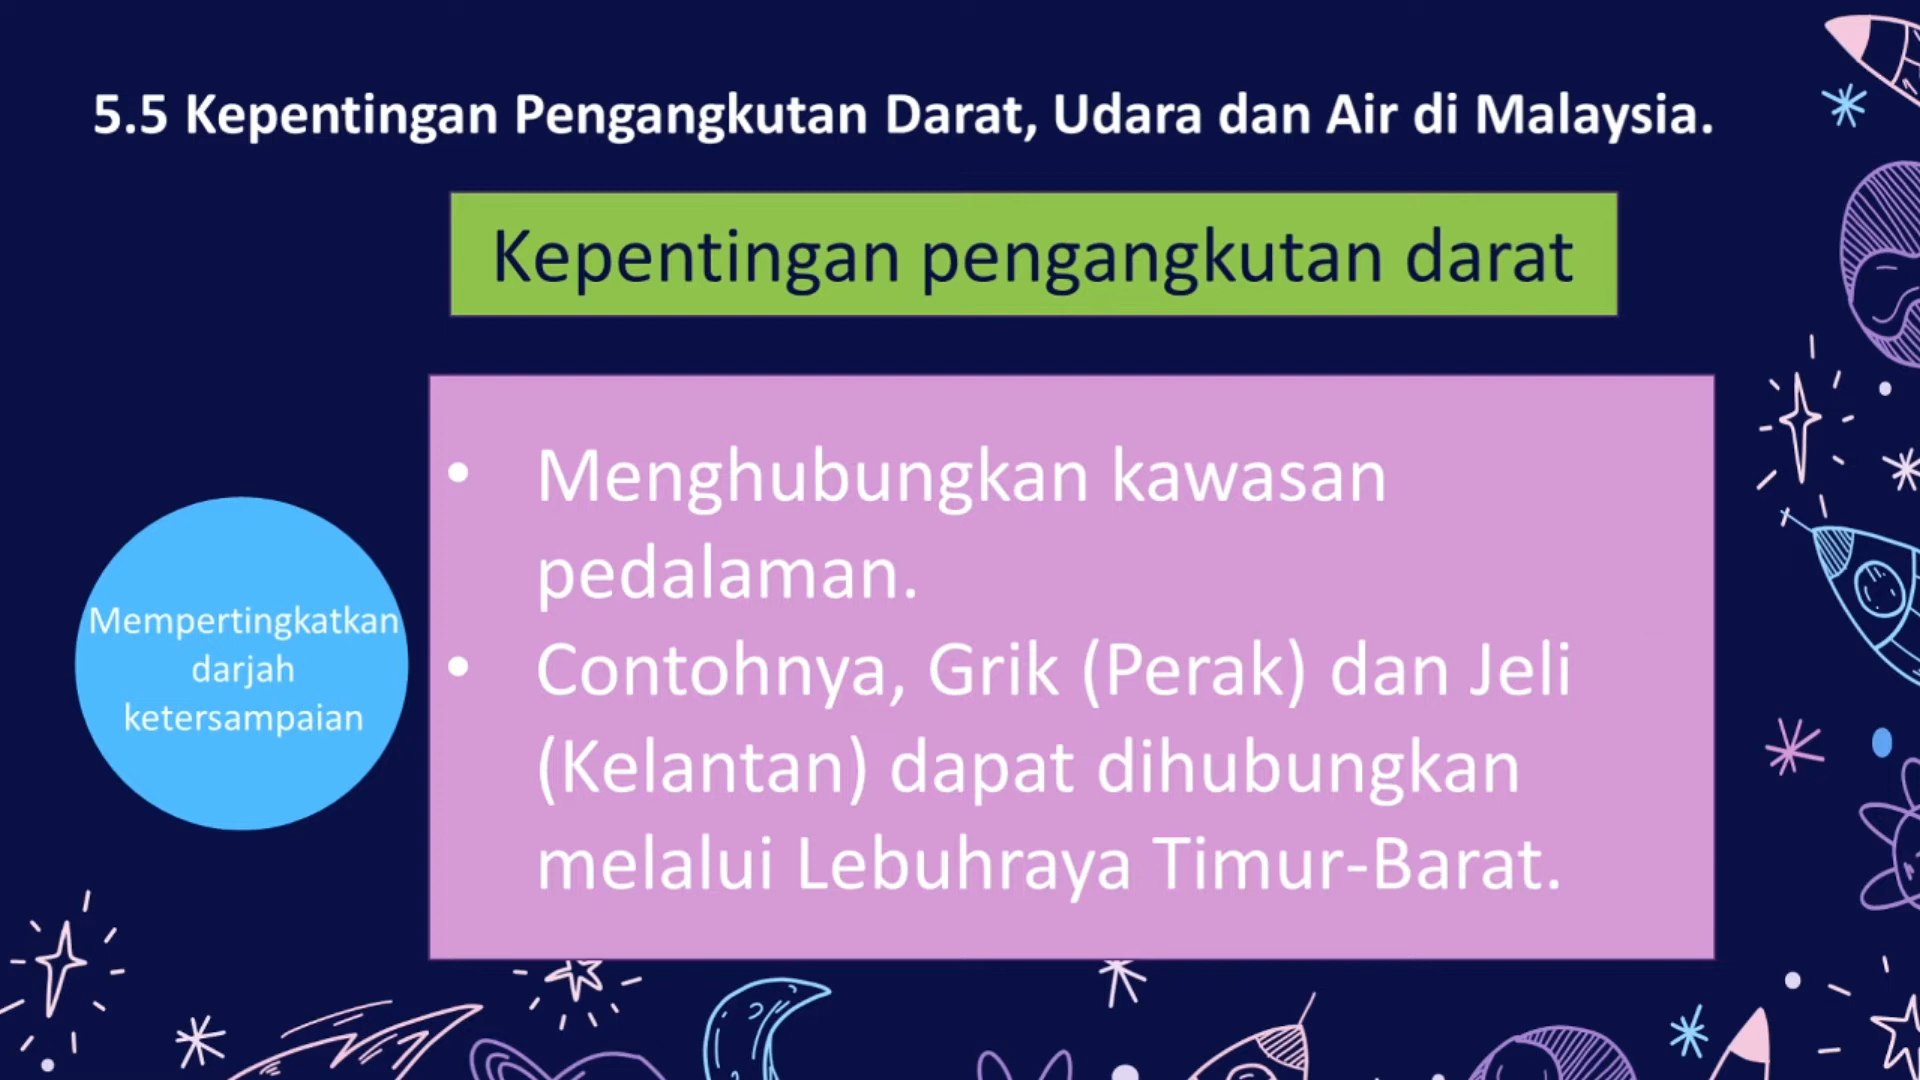 5.5 Kepentingan Pengangkutan Darat, Udara dan Air di Malaysia.
Kepentingan pengangkutan darat
Mempertingkatkan
darjah
ketersampaian
• Menghubungkan kawasan
pedalaman.
• Contohnya, Grik (Perak) dan Jeli
(Kelantan) dapat dihubungkan
melalui Lebuhraya Timur-Barat.